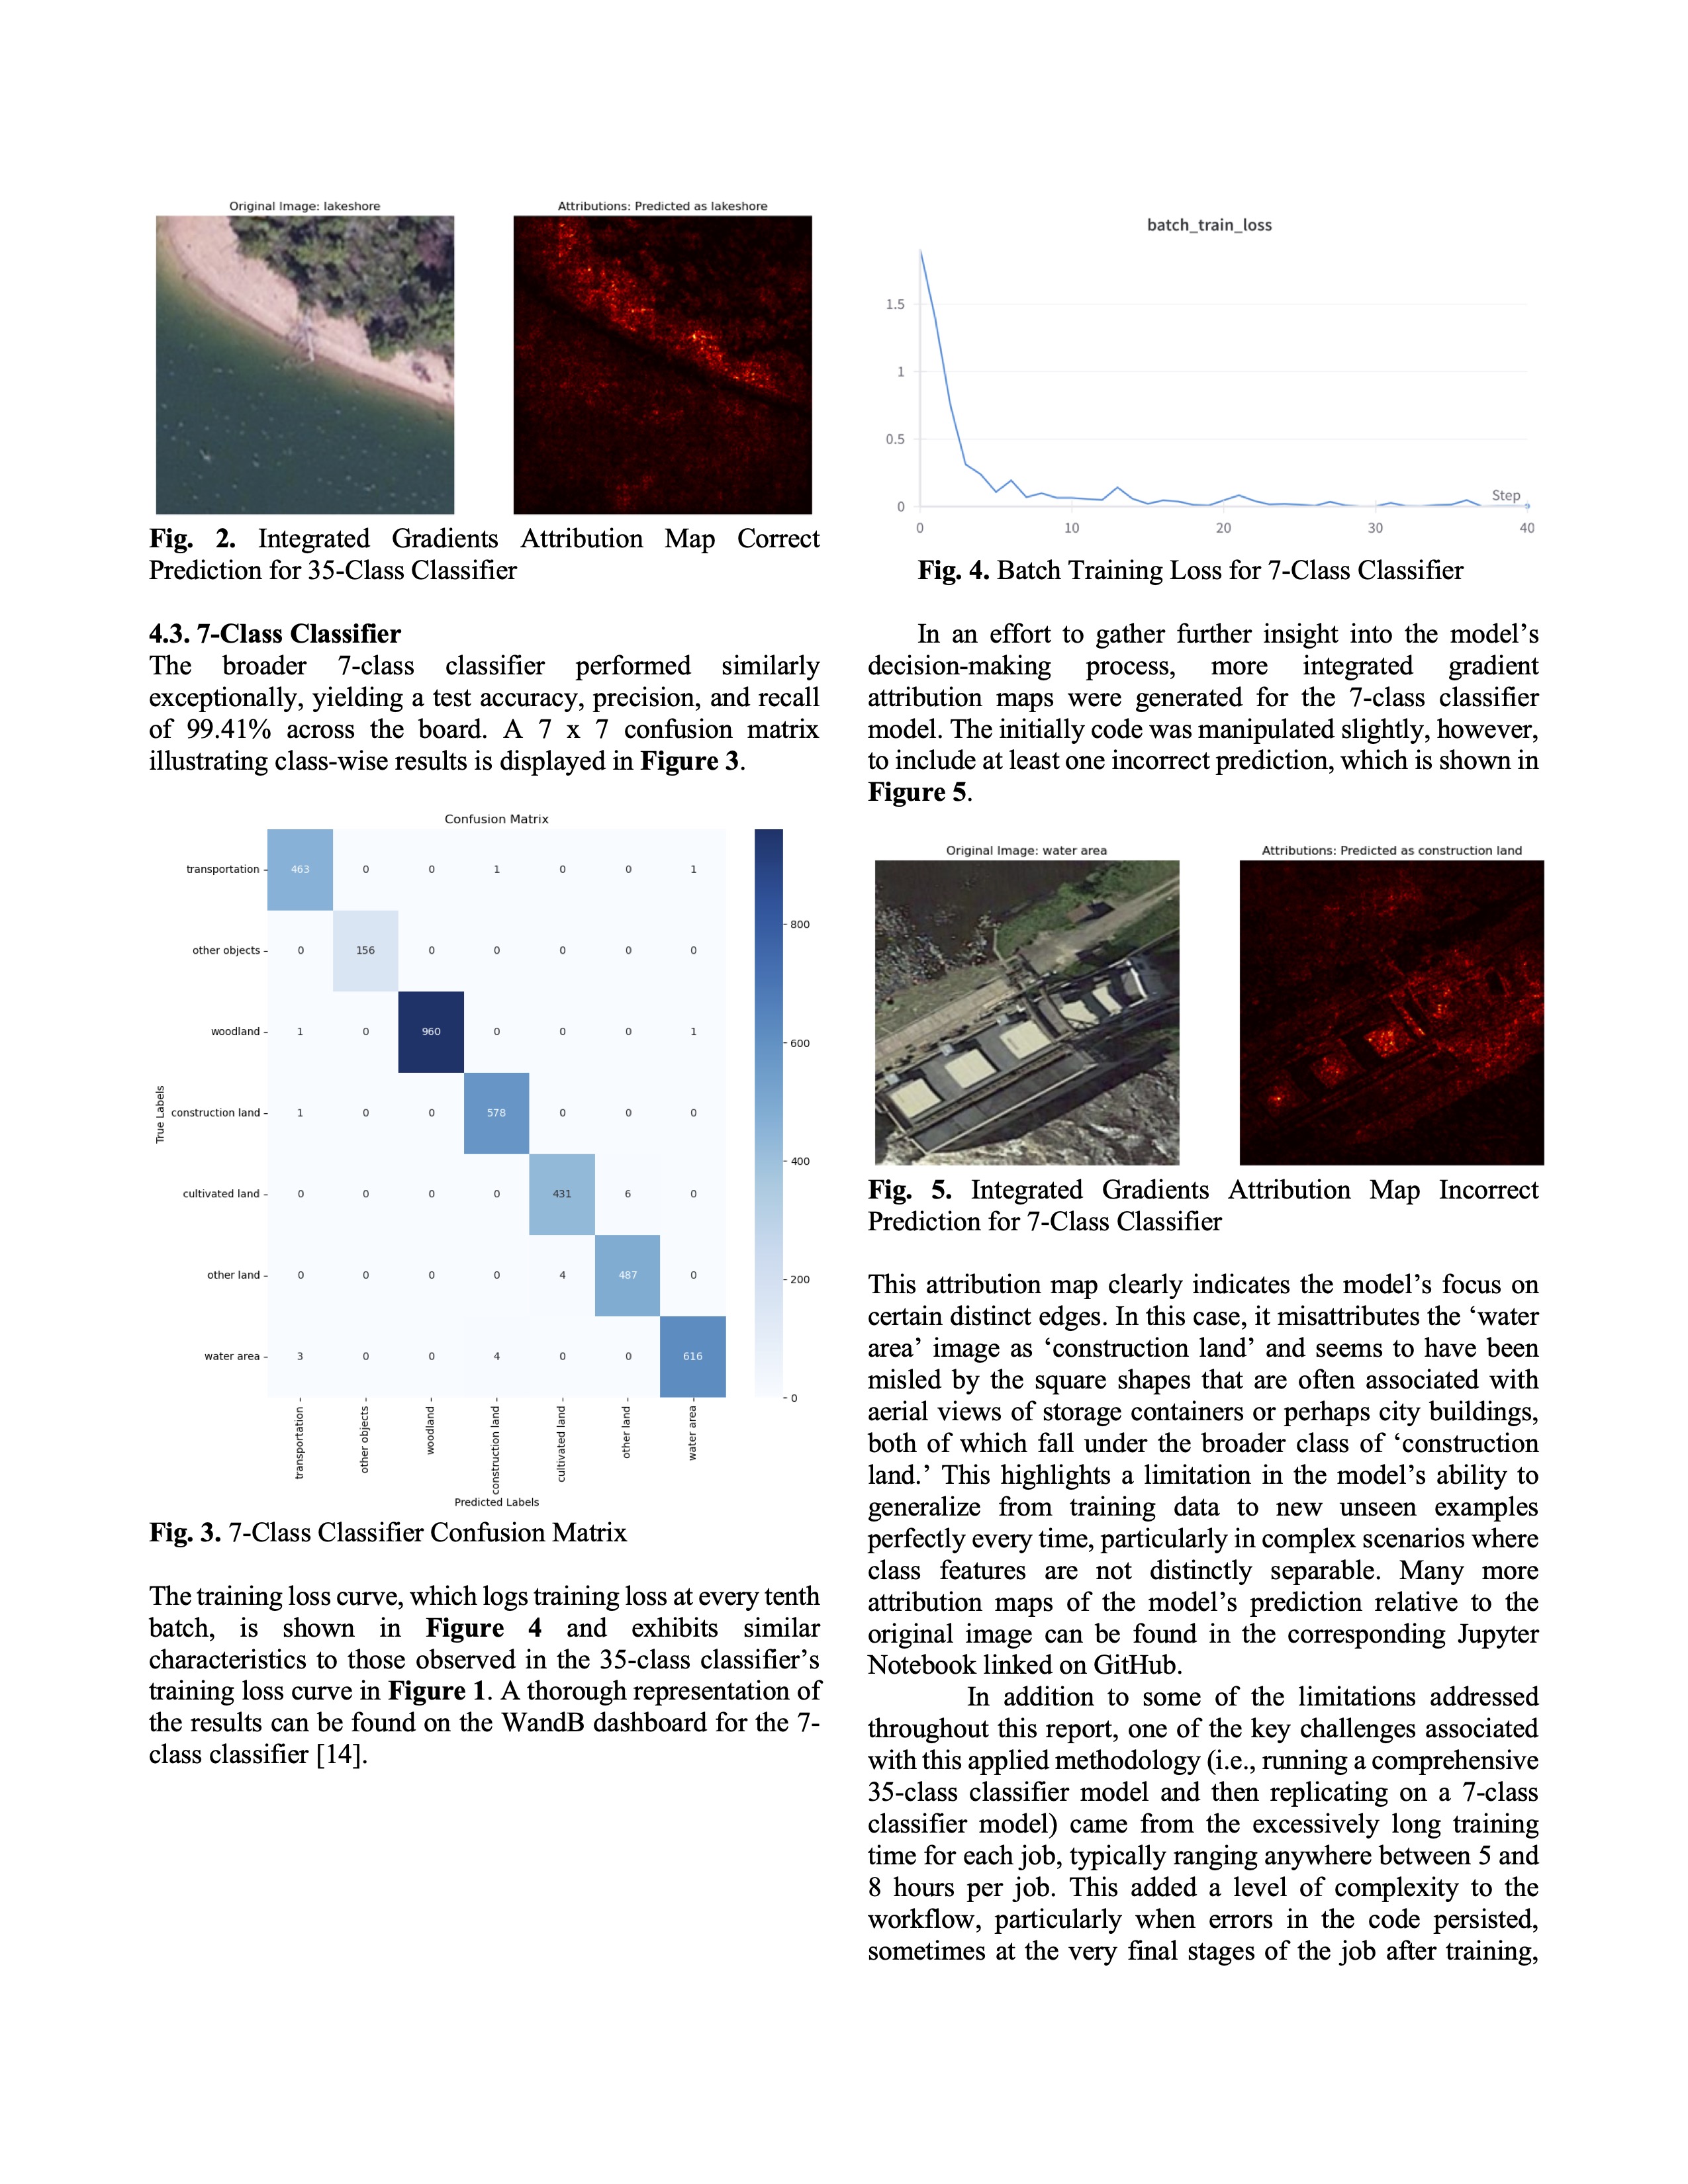 Original Image: lakeshore
Attributions: Predicted as lakeshore
Fig. 2. Integrated Gradients Attribution Map Correct
Prediction for 35-Class Classifier
4.3. 7-Class Classifier
The broader 7-class classifier performed similarly
exceptionally, yielding a test accuracy, precision, and recall
of 99.41% across the board. A 7 x 7 confusion matrix
illustrating class-wise results is displayed in Figure 3.
Confusion Matrix
True Labels
transportation 463 0 0 1 0 0 1
other objects 0 156 0 0 0 0 0
woodland 1 0 960 0 0 0 1
construction land 1 0 0 578 0 0 0
cultivated land 0 0 0 0 431 6 0
other land 0 0 0 0 4 487 0
water area 3 0 0 4 0 0 616
800
600
400
200
0
transportation
other objects
woodland
construction land
cultivated land
other land
water area
Predicted Labels
Fig. 3. 7-Class Classifier Confusion Matrix
The training loss curve, which logs training loss at every tenth
batch, is shown in Figure 4 and exhibits similar
characteristics to those observed in the 35-class classifier’s
training loss curve in Figure 1. A thorough representation of
the results can be found on the WandB dashboard for the 7-
class classifier [14].
batch_train_loss
1.5
1
0.5
0
Step
0 10 20 30 40
Fig. 4. Batch Training Loss for 7-Class Classifier
In an effort to gather further insight into the model’s
decision-making process, more integrated gradient
attribution maps were generated for the 7-class classifier
model. The initially code was manipulated slightly, however,
to include at least one incorrect prediction, which is shown in
Figure 5.
Original Image: water area
Attributions: Predicted as construction land
Fig. 5. Integrated Gradients Attribution Map Incorrect
Prediction for 7-Class Classifier
This attribution map clearly indicates the model’s focus on
certain distinct edges. In this case, it misattributes the ‘water
area’ image as ‘construction land’ and seems to have been
misled by the square shapes that are often associated with
aerial views of storage containers or perhaps city buildings,
both of which fall under the broader class of ‘construction
land.’ This highlights a limitation in the model’s ability to
generalize from training data to new unseen examples
perfectly every time, particularly in complex scenarios where
class features are not distinctly separable. Many more
attribution maps of the model’s prediction relative to the
original image can be found in the corresponding Jupyter
Notebook linked on GitHub.
In addition to some of the limitations addressed
throughout this report, one of the key challenges associated
with this applied methodology (i.e., running a comprehensive
35-class classifier model and then replicating on a 7-class
classifier model) came from the excessively long training
time for each job, typically ranging anywhere between 5 and
8 hours per job. This added a level of complexity to the
workflow, particularly when errors in the code persisted,
sometimes at the very final stages of the job after training,